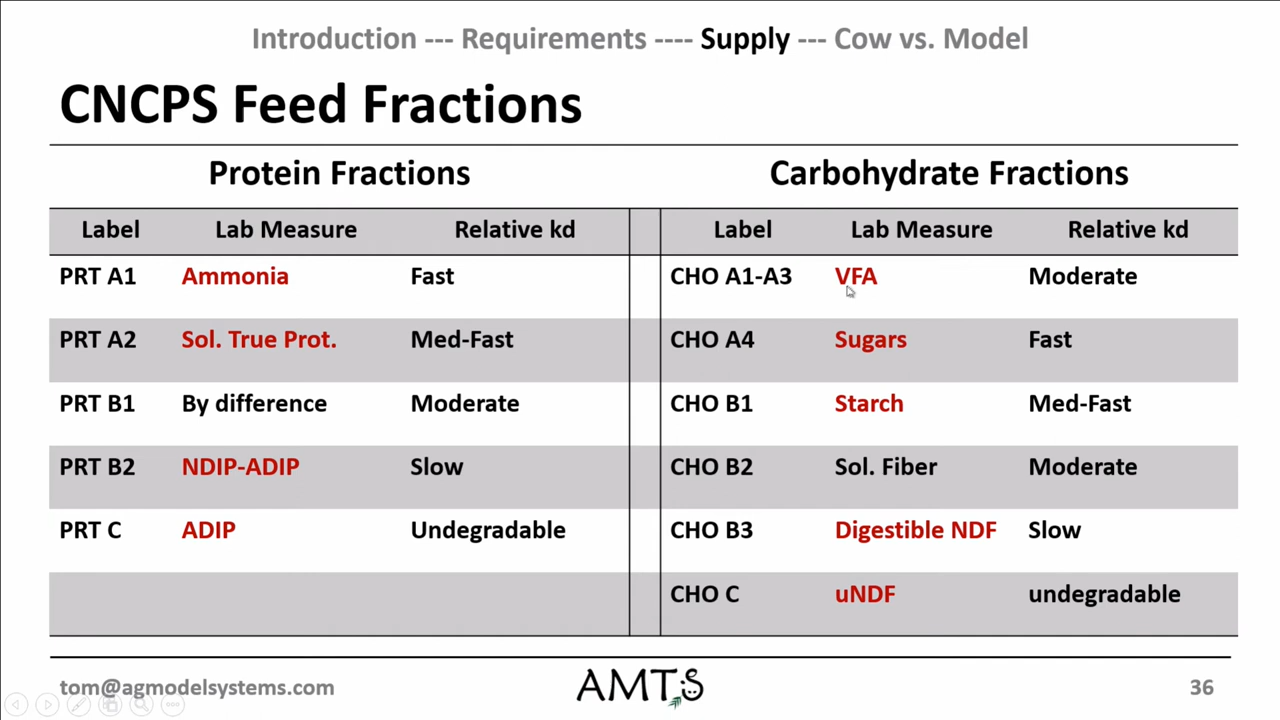 Introduction --- Requirements ---- Supply --- Cow vs. Model
CNCPS Feed Fractions
Protein Fractions Carbohydrate Fractions
Label Lab Measure Relative kd Label Lab Measure Relative kd
PRT A1 Ammonia Fast CHO A1-A3 VFA Moderate
PRT A2 Sol. True Prot. Med-Fast CHO A4 Sugars Fast
PRT B1 By difference Moderate CHO B1 Starch Med-Fast
PRT B2 NDIP-ADIP Slow CHO B2 Sol. Fiber Moderate
PRT C ADIP Undegradable CHO B3 Digestible NDF Slow
CHO C uNDF undegradable
tom@agmodelsystems.com AMTS 36